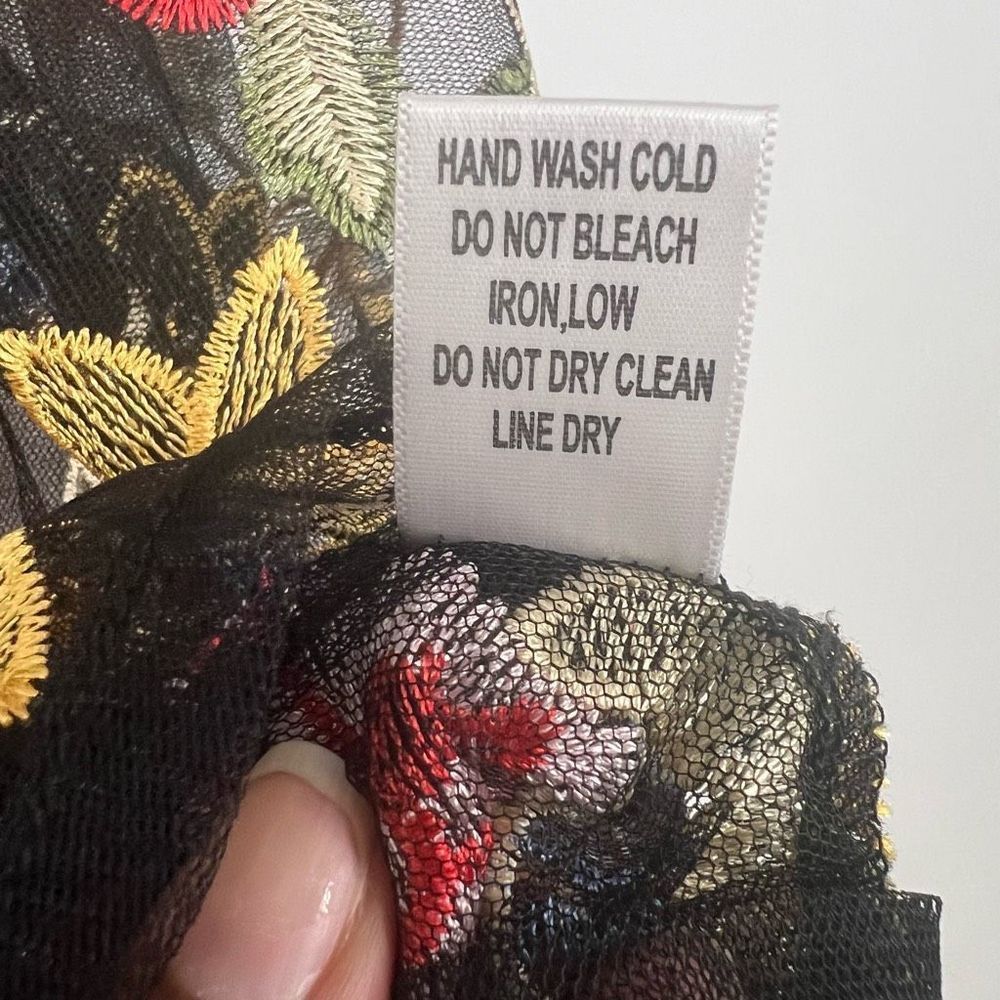 HAND WASH COLD
DO NOT BLEACH
IRON,LOW
DO NOT DRY CLEAN
LINE DRY